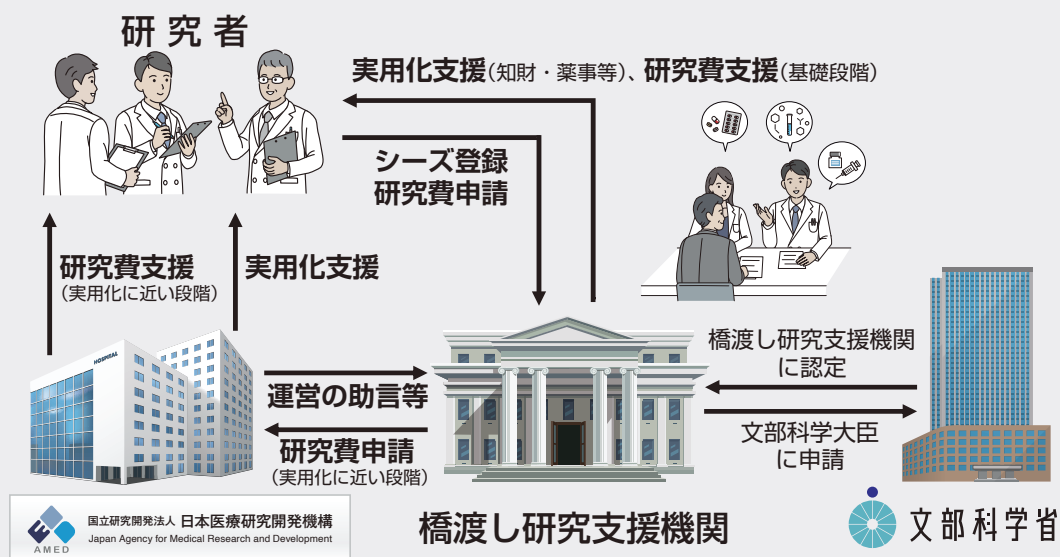 研究者
実用化支援（知財・薬事等）、研究費支援（基礎段階）
シーズ登録
研究費申請
研究費支援
（実用化に近い段階）
実用化支援
HOSPITAL
橋渡し研究支援機関
に認定
運営の助言等
文部科学大臣
に申請
研究費申請
（実用化に近い段階）
AMED
国立研究開発法人 日本医療研究開発機構
Japan Agency for Medical Research and Development
橋渡し研究支援機関
文部科学省